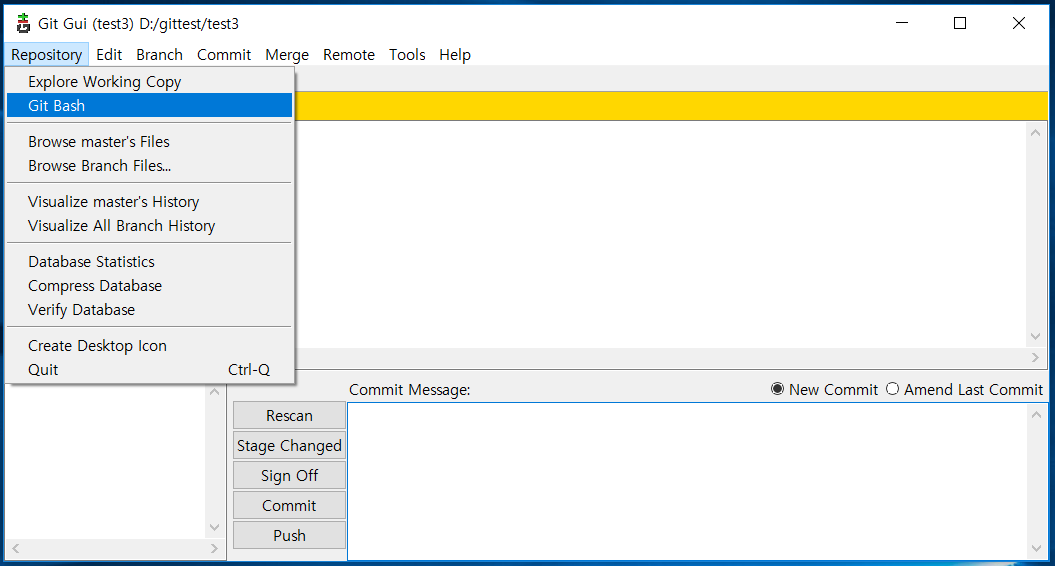 Git Gui (test3) D:/gittest/test3
Repository Edit Branch Commit Merge Remote Tools Help
Explore Working Copy
Git Bash
Browse master's Files
Browse Branch Files...
Visualize master's History
Visualize All Branch History
Database Statistics
Compress Database
Verify Database
Create Desktop Icon
Quit Ctrl-Q
Commit Message: New Commit Amend Last Commit
Rescan
Stage Changed
Sign Off
Commit
Push